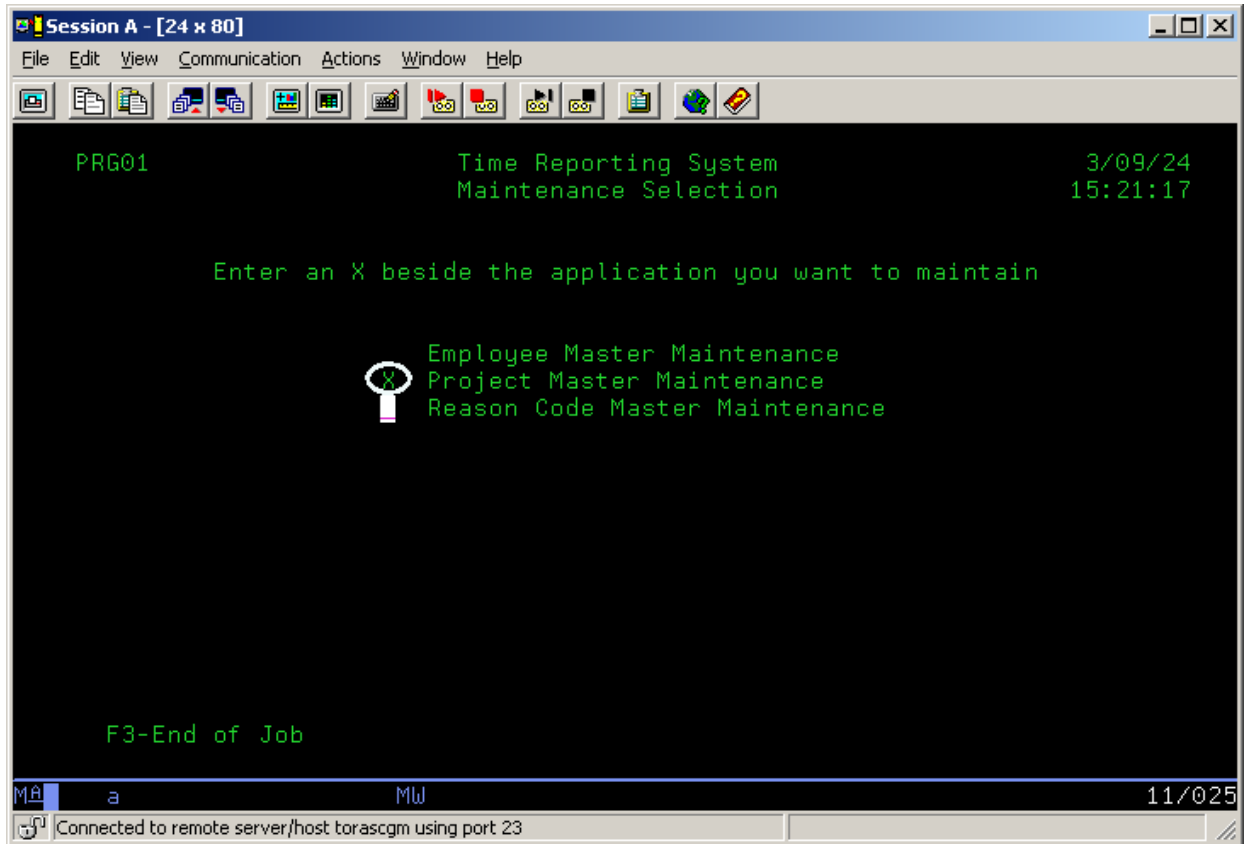 Session A - [24 x 80]
File Edit View Communication Actions Window Help
PRG01 Time Reporting System 3/09/24
Maintenance Selection 15:21:17
Enter an X beside the application you want to maintain
Employee Master Maintenance
X Project Master Maintenance
Reason Code Master Maintenance
F3-End of Job
MA a MW 11/025
Connected to remote server/host torascgm using port 23